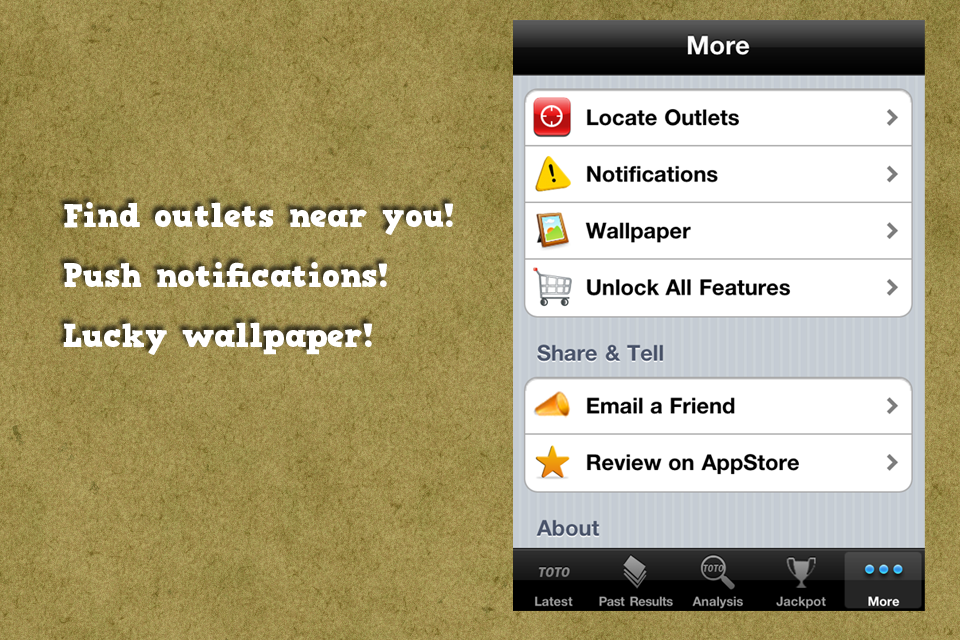 Find outlets near you!
Push notifications!
Lucky wallpaper!
More
Locate Outlets
Notifications
Wallpaper
Unlock All Features
Share & Tell
Email a Friend
Review on AppStore
About
TOTO
TOTO
Latest Past Results Analysis Jackpot More